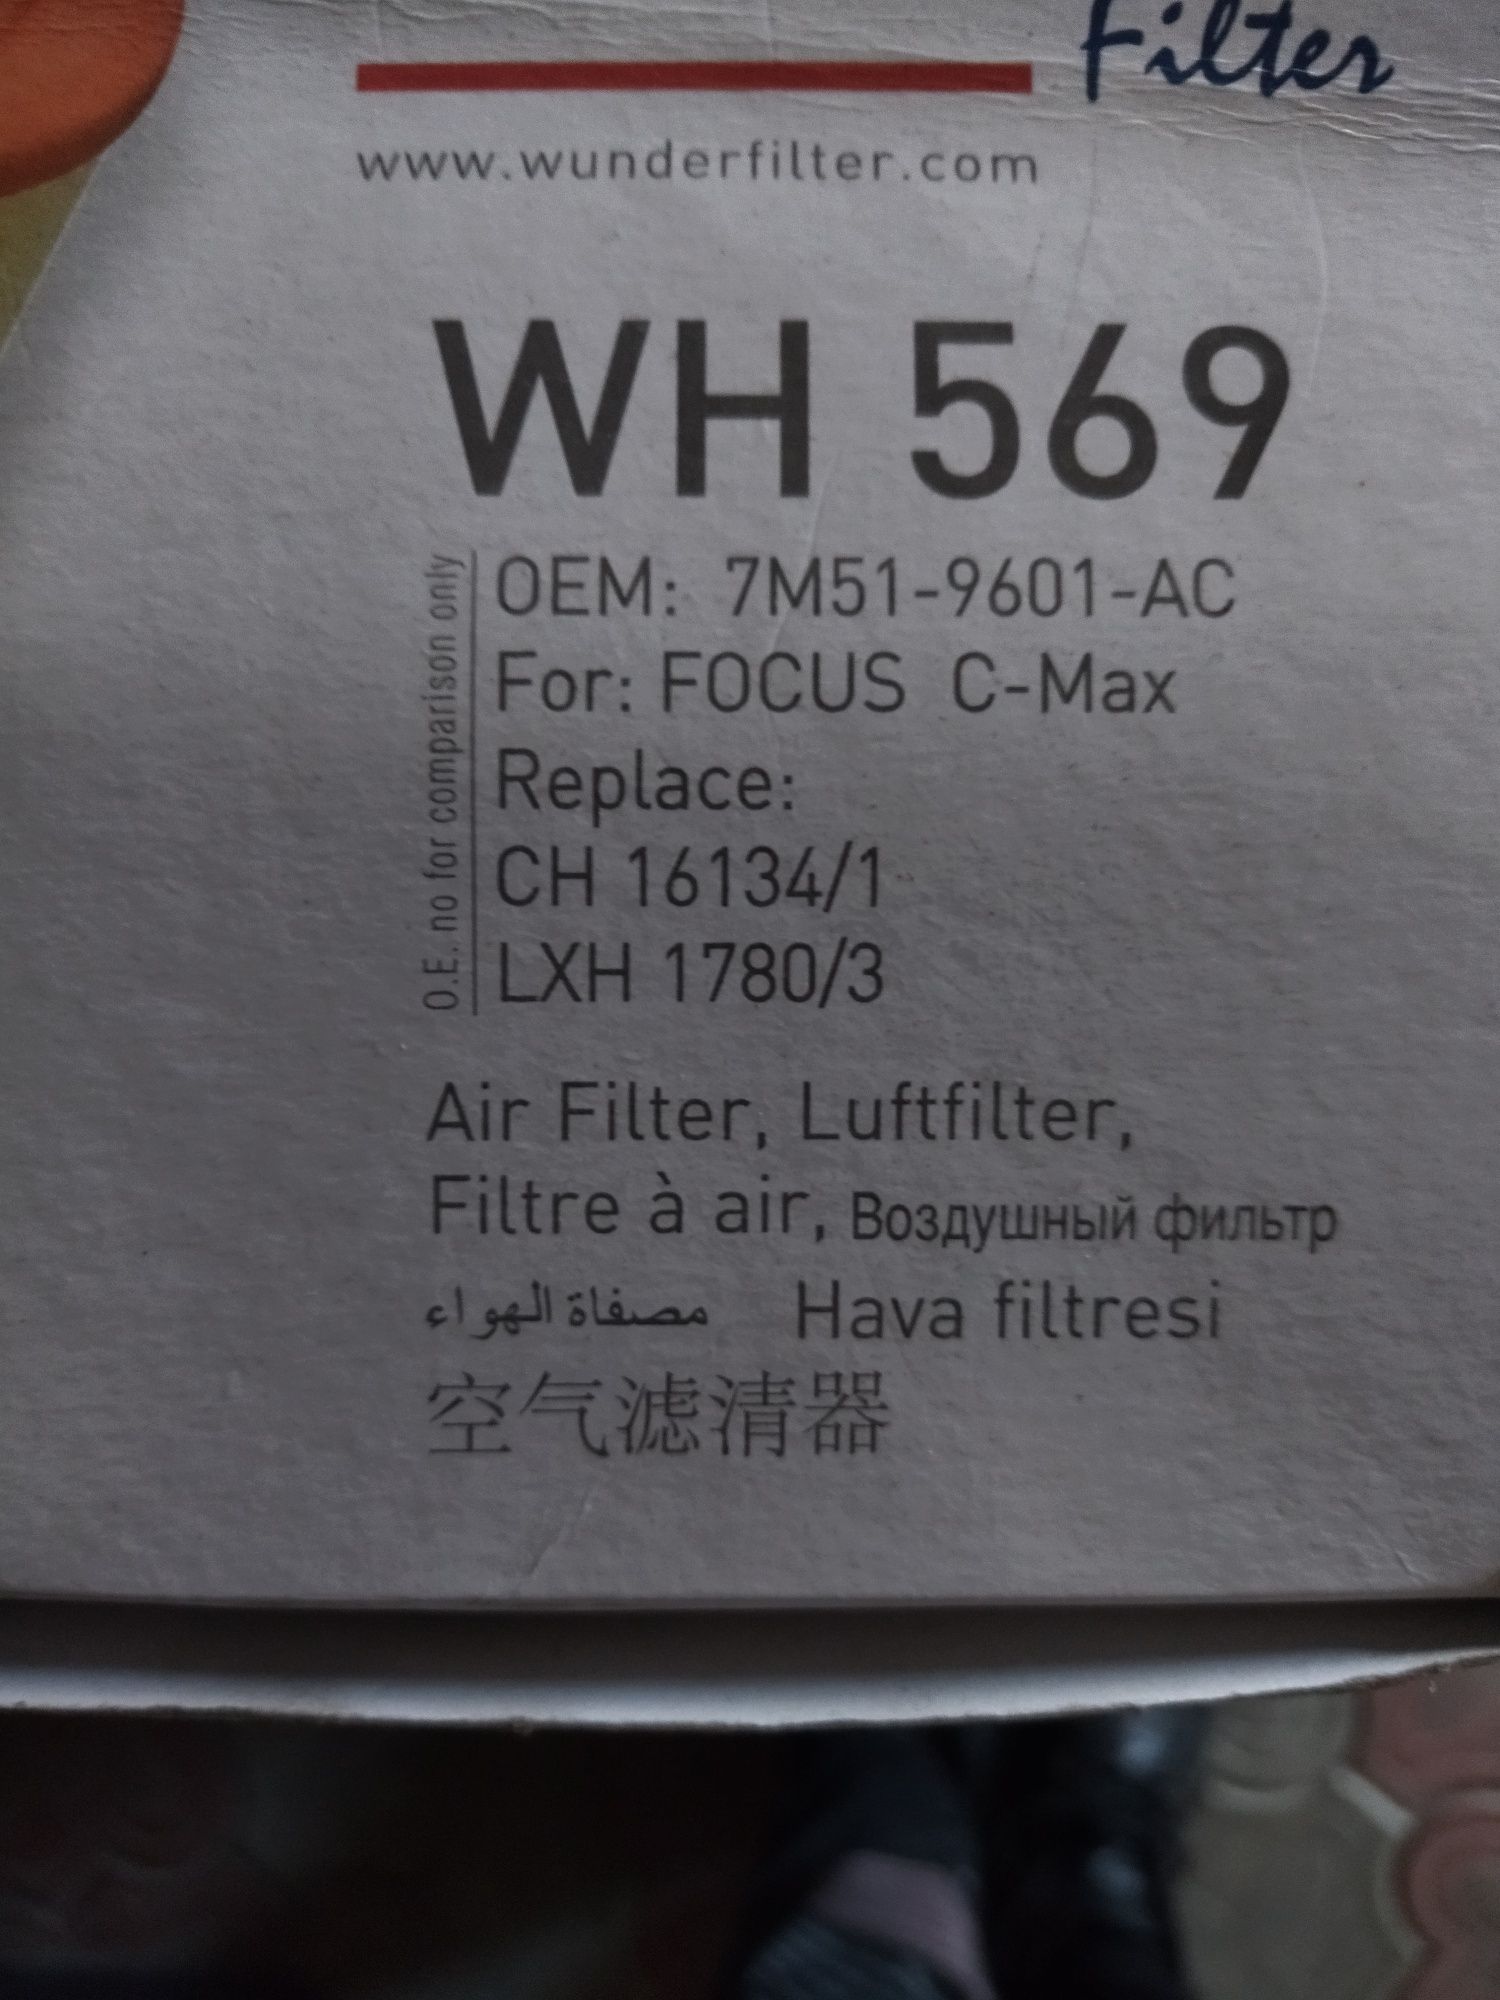 Filter
www.wunderfilter.com
WH 569
O.E. no for comparison only
OEM: 7M51-9601-AC
For: FOCUS C-Max
Replace:
CH 16134/1
LXH 1780/3
Air Filter, Luftfilter,
Filtre à air, Воздушный фильтр
مصفاة الهواء Hava filtresi
空气滤清器